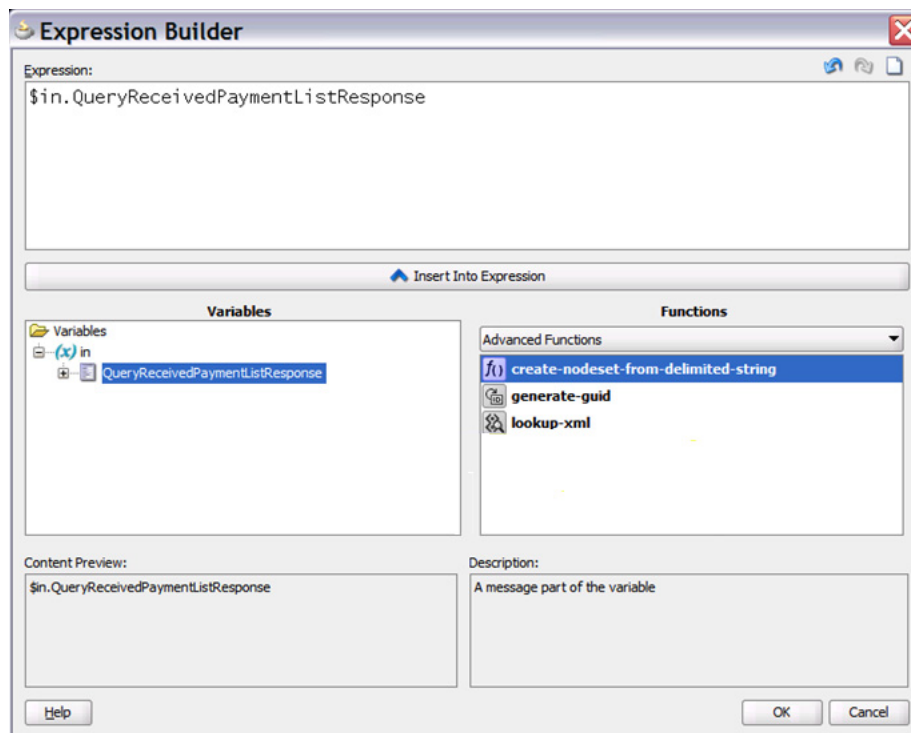 Expression Builder
Expression:
$in.QueryReceivedPaymentListResponse
Insert Into Expression
Variables
Functions
Variables
(x) in
QueryReceivedPaymentListResponse
Advanced Functions
f() create-nodeset-from-delimited-string
generate-guid
lookup-xml
Content Preview:
Description:
$in.QueryReceivedPaymentListResponse
A message part of the variable
Help
OK
Cancel